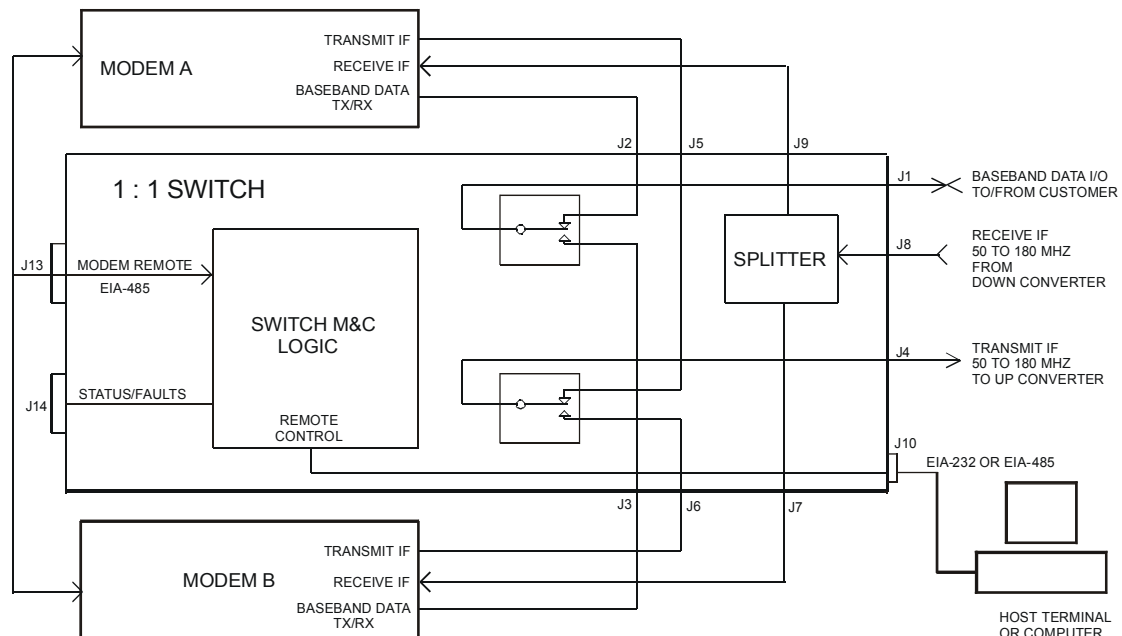 TRANSMIT IF
MODEM A
RECEIVE IF
BASEBAND DATA
TX/RX
J2
J5
J9
1 : 1 SWITCH
J1
BASEBAND DATA I/O
TO/FROM CUSTOMER
J13
MODEM REMOTE
EIA-485
SPLITTER
J8
RECEIVE IF
50 TO 180 MHZ
FROM
DOWN CONVERTER
SWITCH M&C
LOGIC
J4
TRANSMIT IF
50 TO 180 MHZ
TO UP CONVERTER
J14
STATUS/FAULTS
REMOTE
CONTROL
J10
EIA-232 OR EIA-485
J3
J6
J7
TRANSMIT IF
MODEM B
RECEIVE IF
BASEBAND DATA
TX/RX
HOST TERMINAL
OR COMPUTER